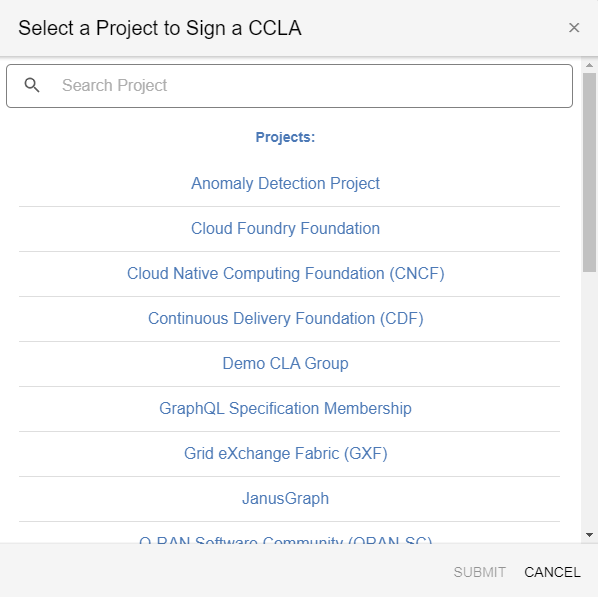 Select a Project to Sign a CCLA
Search Project
Projects:
Anomaly Detection Project
Cloud Foundry Foundation
Cloud Native Computing Foundation (CNCF)
Continuous Delivery Foundation (CDF)
Demo CLA Group
GraphQL Specification Membership
Grid eXchange Fabric (GXF)
JanusGraph
O-RAN Software Community (ORAN-SC)
SUBMIT CANCEL